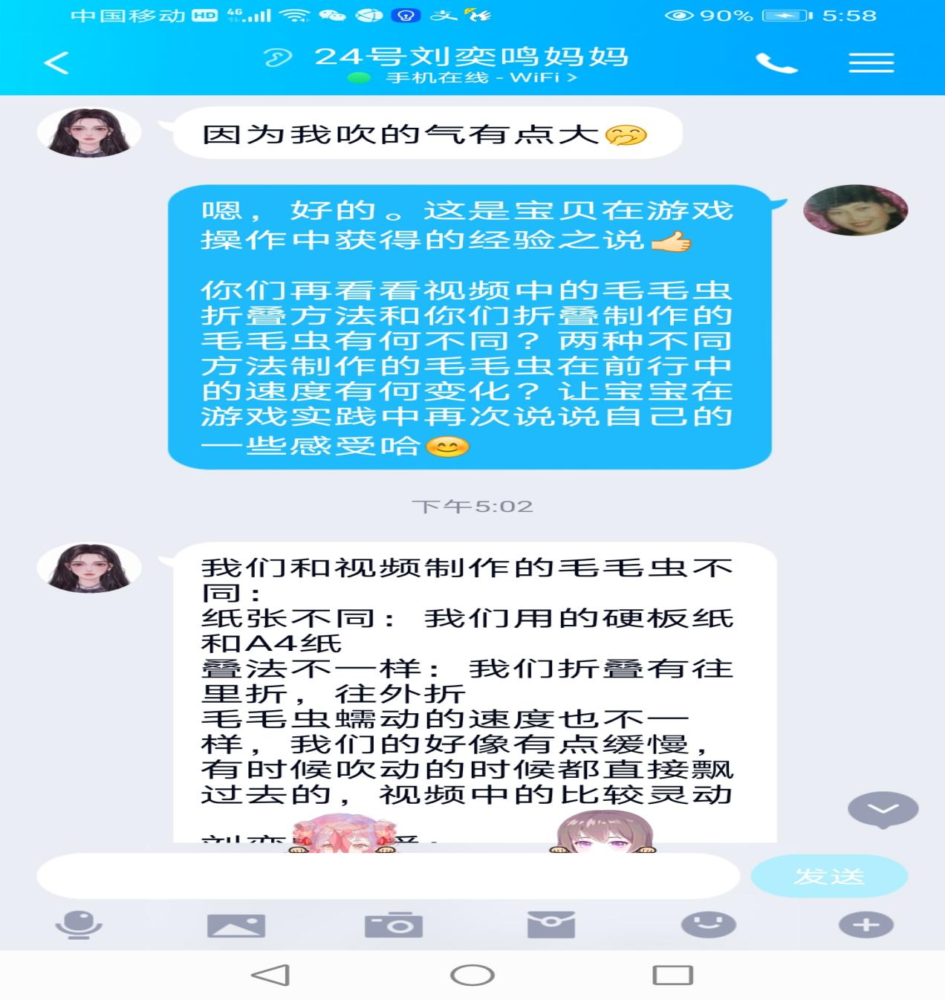 中国移动 HD 4G 90% 5:58
24号刘奕鸣妈妈
手机在线 - WiFi >
因为我吹的气有点大🤭
嗯，好的。这是宝贝在游戏
操作中获得的经验之说👍
你们再看看视频中的毛毛虫
折叠方法和你们折叠制作的
毛毛虫有何不同？两种不同
方法制作的毛毛虫在前行中
的速度有何变化？让宝宝在
游戏实践中再次说说自己的
一些感受哈😊
下午5:02
我们和视频制作的毛毛虫不
同：
纸张不同：我们用的硬板纸
和A4纸
叠法不一样：我们折叠有往
里折，往外折
毛毛虫蠕动的速度也不一
样，我们的好像有点缓慢，
有时候吹动的时候都直接飘
过去的，视频中的比较灵动
发送